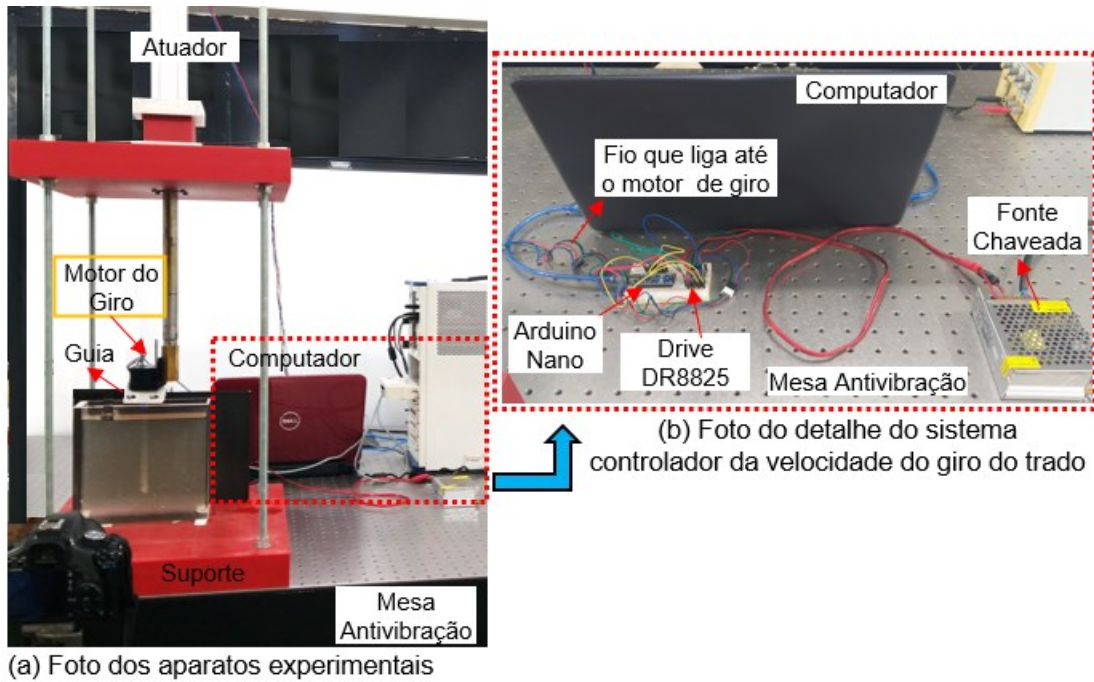 Atuador
Motor do
Giro
Guia
Computador
DELL
Suporte
Mesa
Antivibração
(a) Foto dos aparatos experimentais
Computador
Fio que liga até
o motor de giro
Fonte
Chaveada
Arduino
Nano
Drive
DR8825
Mesa Antivibração
(b) Foto do detalhe do sistema
controlador da velocidade do giro do trado